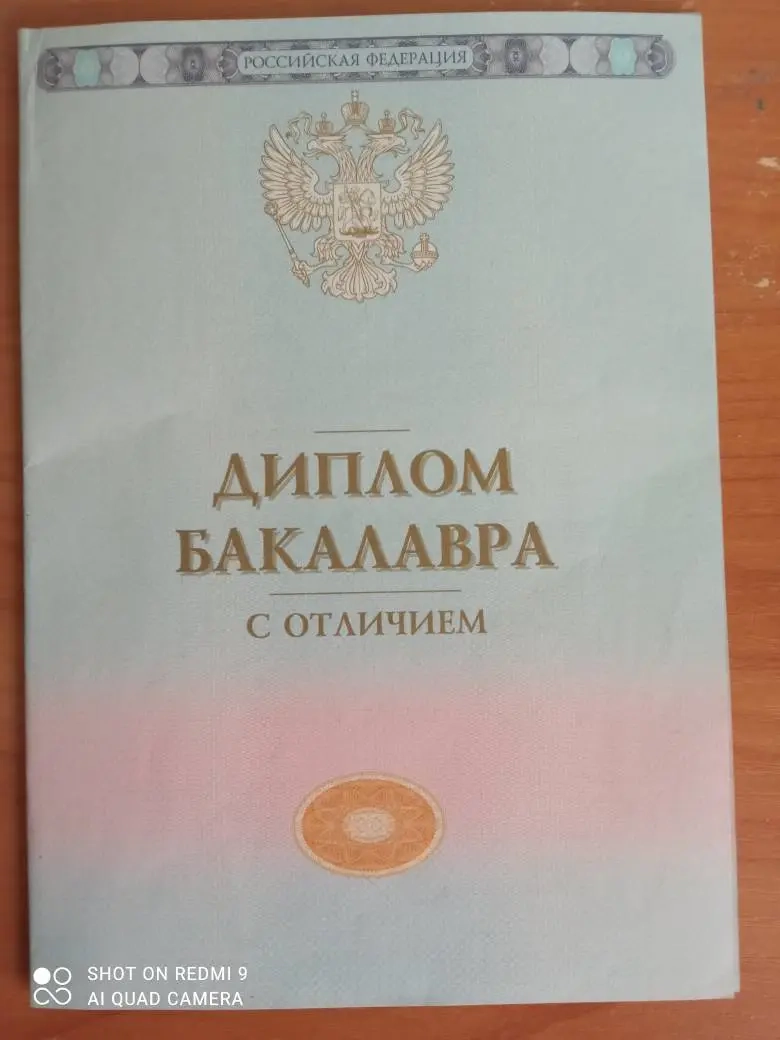 РОССИЙСКАЯ ФЕДЕРАЦИЯ
ДИПЛОМ
БАКАЛАВРА
С ОТЛИЧИЕМ
SHOT ON REDMI 9
AI QUAD CAMERA